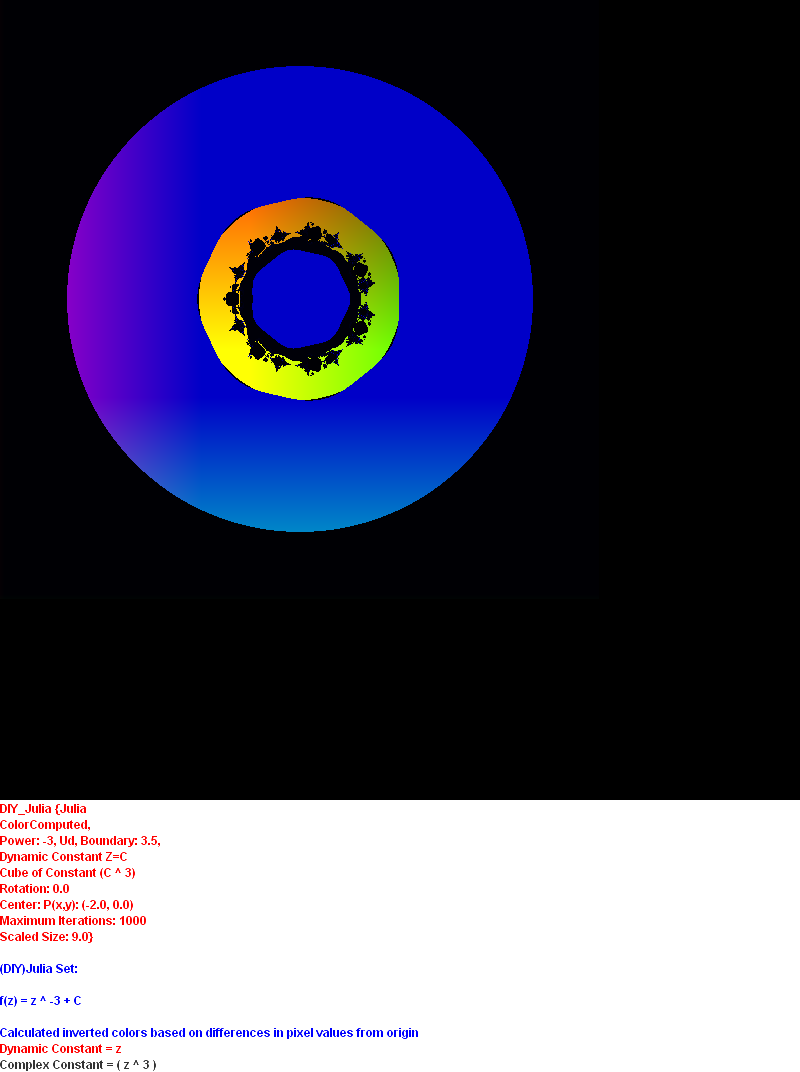 DIY_Julia {Julia
ColorComputed,
Power: -3, Ud, Boundary: 3.5,
Dynamic Constant Z=C
Cube of Constant (C ^ 3)
Rotation: 0.0
Center: P(x,y): (-2.0, 0.0)
Maximum Iterations: 1000
Scaled Size: 9.0}
(DIY)Julia Set:
f(z) = z ^ -3 + C
Calculated inverted colors based on differences in pixel values from origin
Dynamic Constant = z
Complex Constant = ( z ^ 3 )